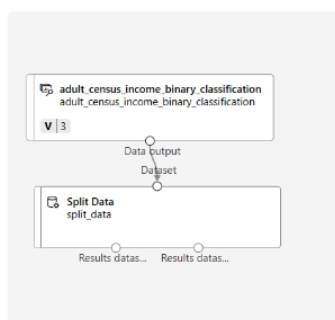 adult_census_income_binary_classification
adult_census_income_binary_classification
V 3
Data output
Dataset
Split Data
split_data
Results datas... Results datas...